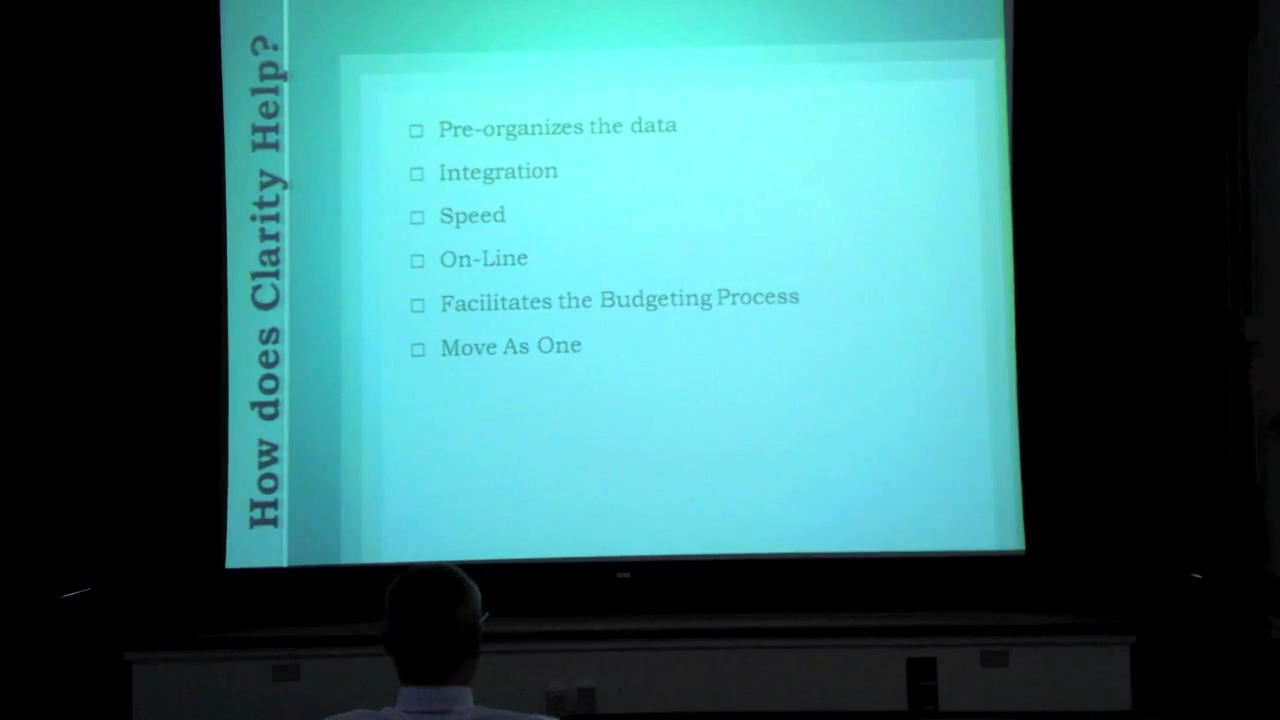 How does Clarity Help?
Pre-organizes the data
Integration
Speed
On-Line
Facilitates the Budgeting Process
Move As One